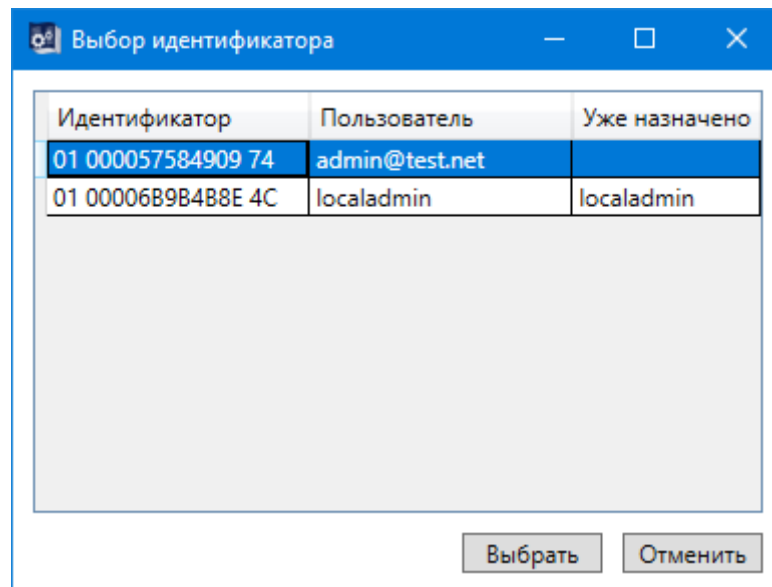 Выбор идентификатора
Идентификатор Пользователь Уже назначено
01 000057584909 74 admin@test.net
01 00006B9B4B8E 4C localadmin localadmin
Выбрать Отменить